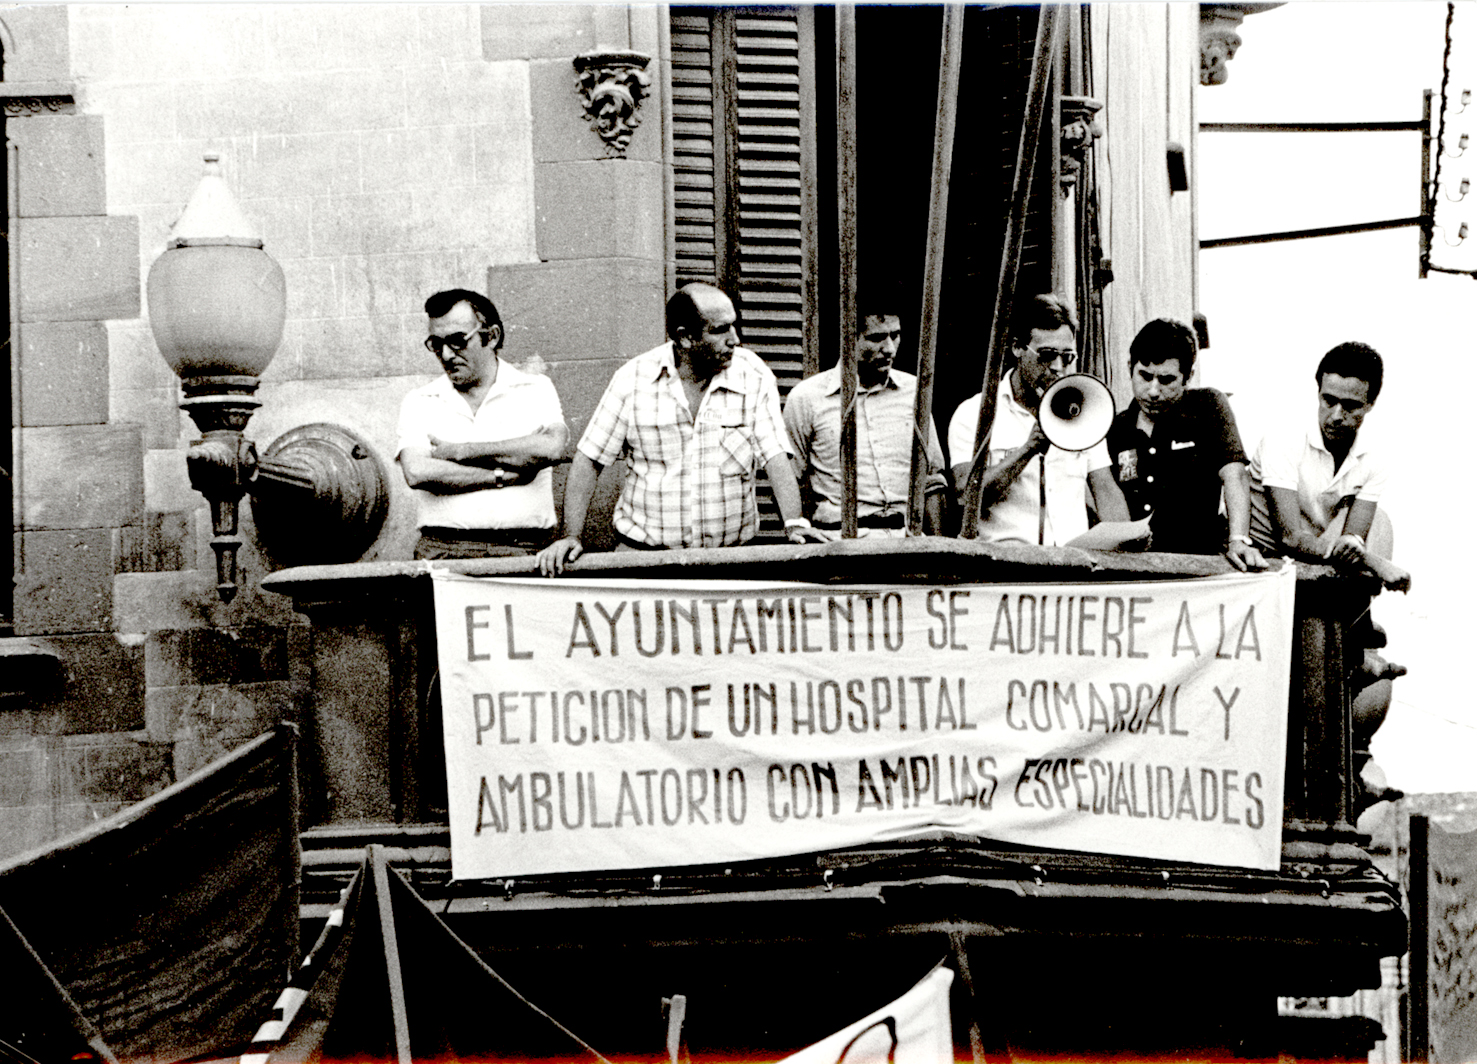 EL AYUNTAMIENTO SE ADHIERE A LA
PETICION DE UN HOSPITAL COMARCAL Y
AMBULATORIO CON AMPLIAS ESPECIALIDADES